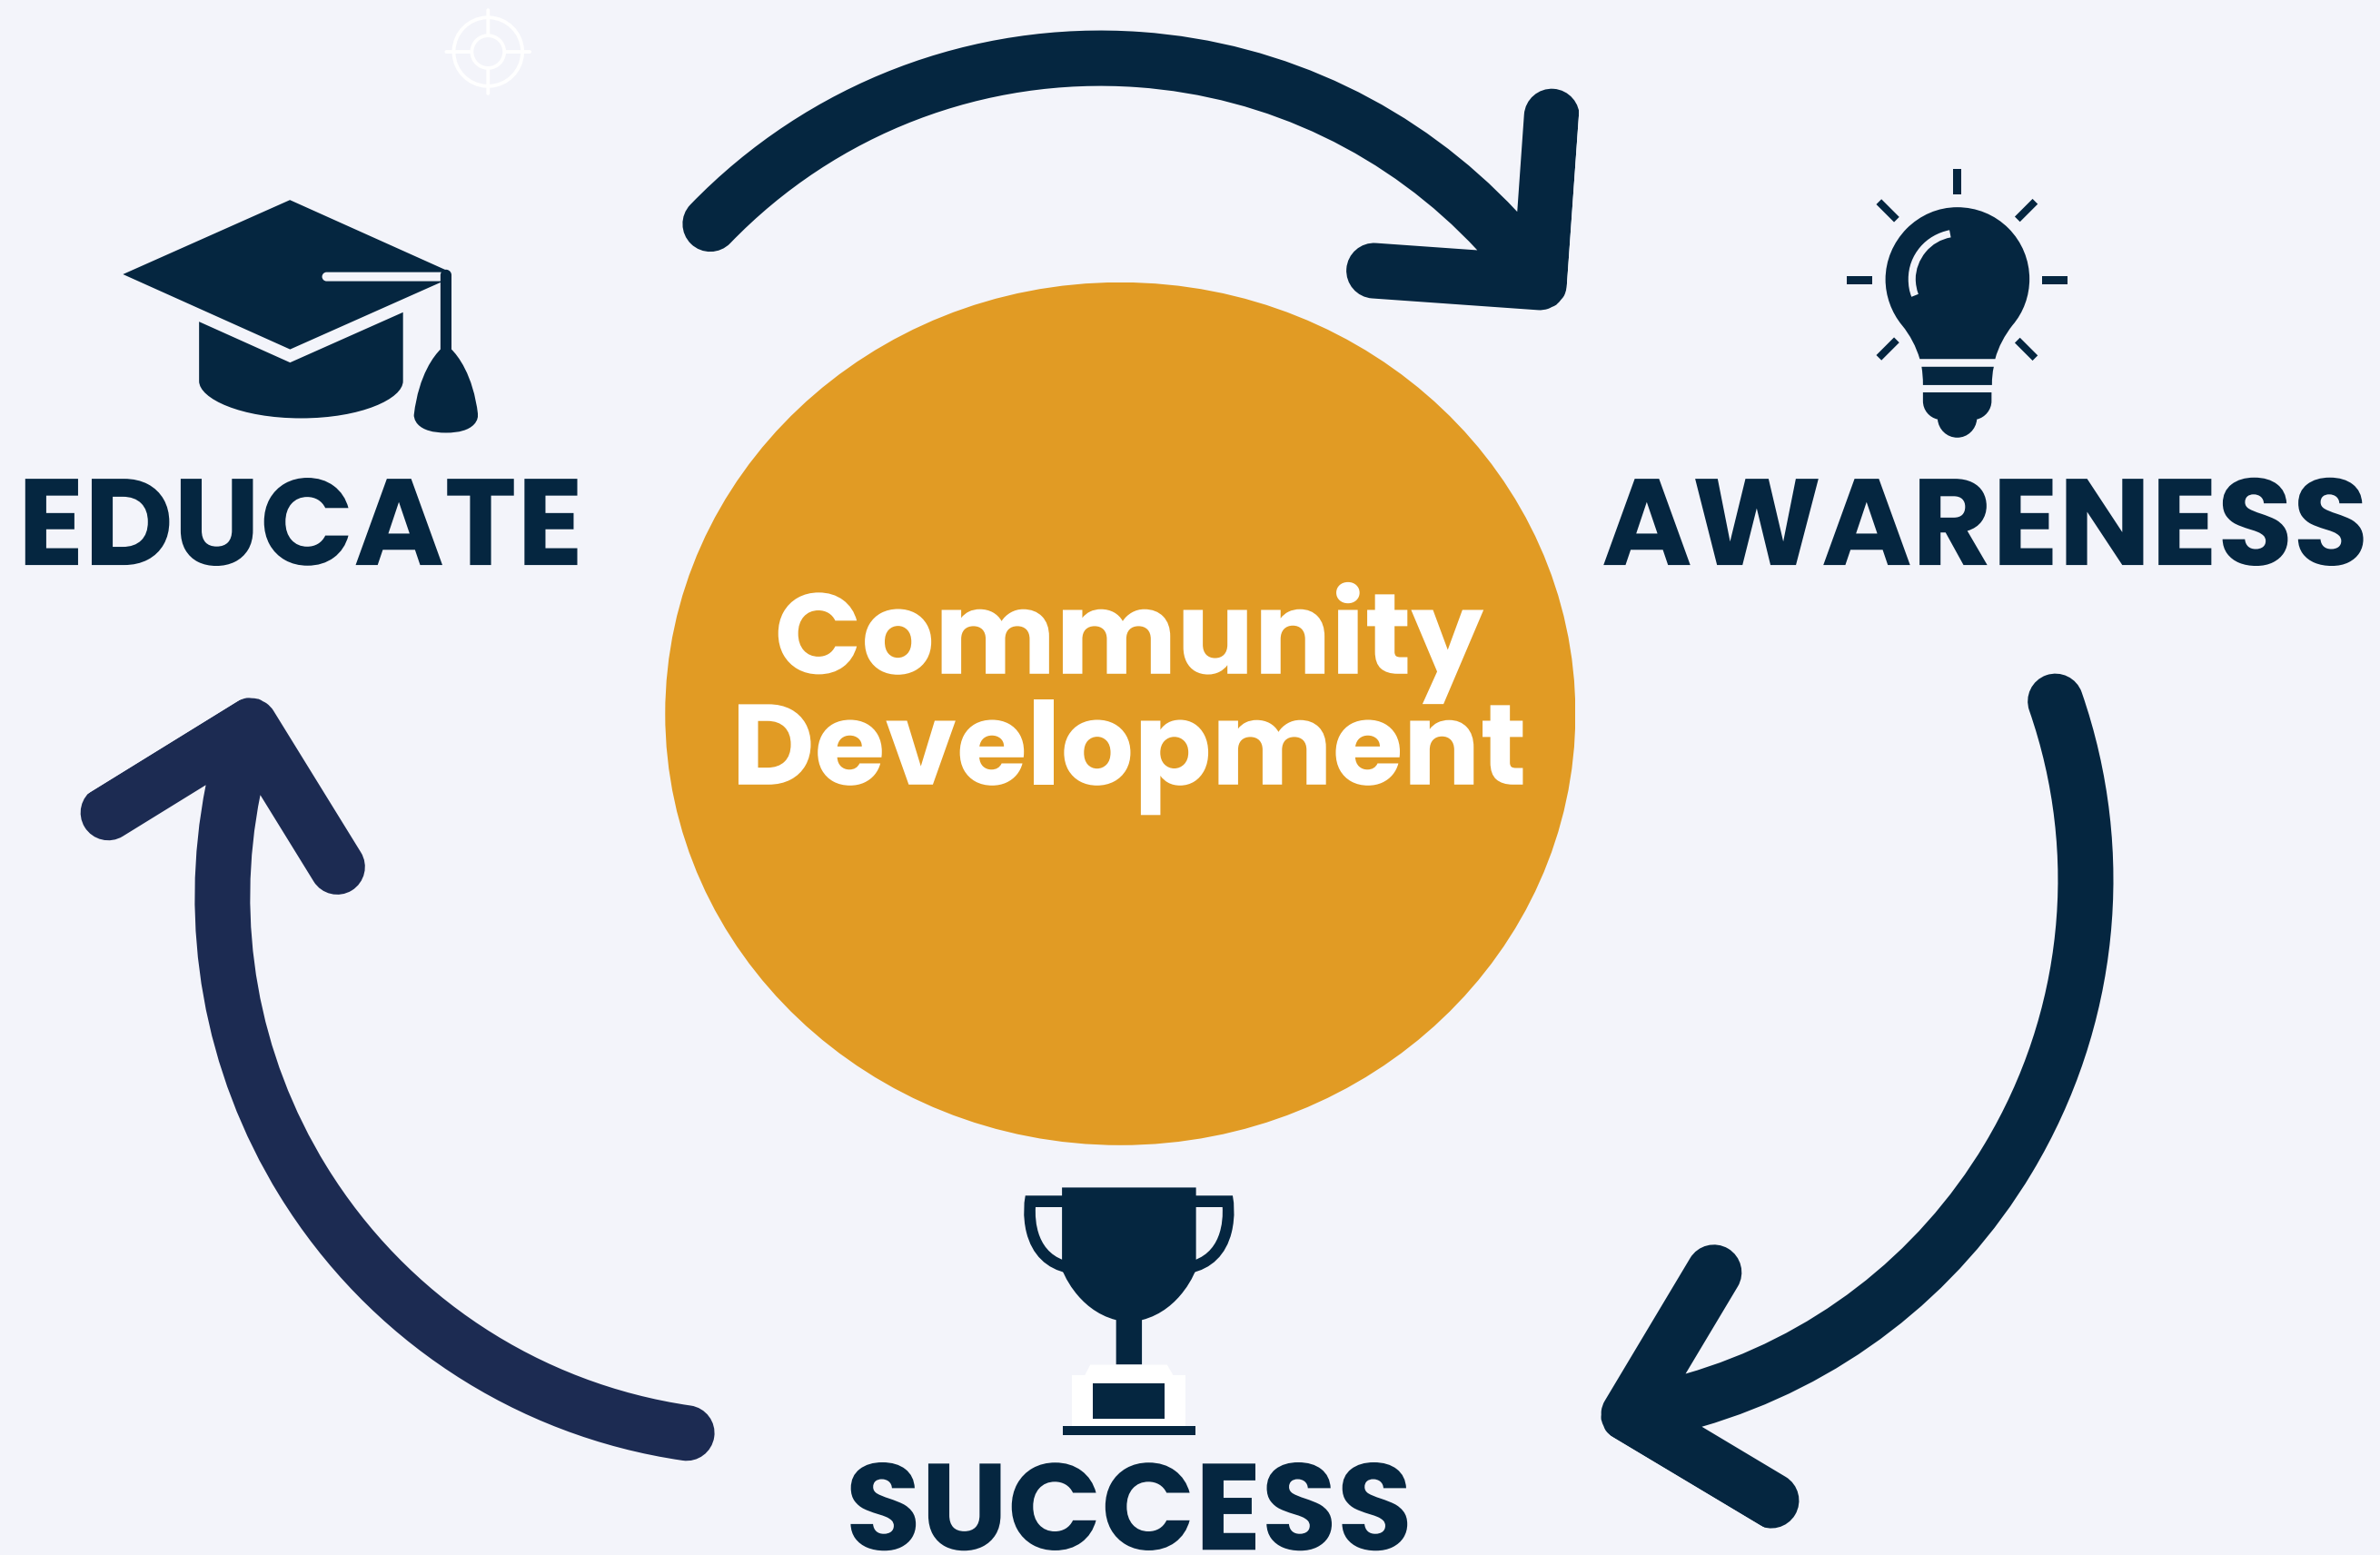 EDUCATE
AWARENESS
Community
Development
SUCCESS